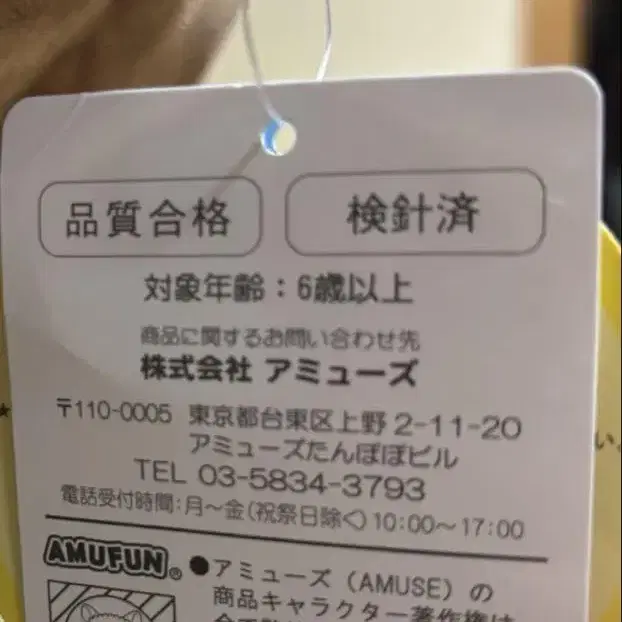 品質合格 検針済
対象年齢：6歳以上
商品に関するお問い合わせ先
株式会社 アミューズ
〒110-0005 東京都台東区上野2-11-20
アミューズたんぽぽビル
TEL 03-5834-3793
電話受付時間：月～金（祝祭日除く）10:00～17:00
AMUFUN® ●アミューズ（AMUSE）の
商品キャラクター著作権は